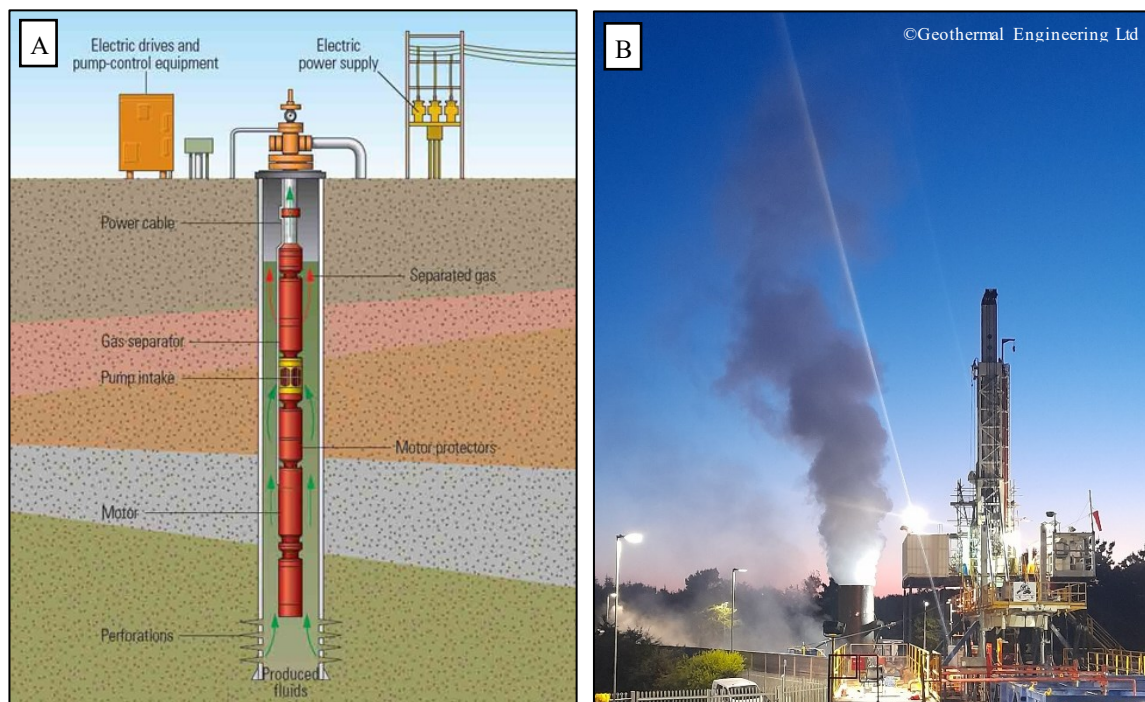 A
Electric drives and
pump-control equipment
Electric
power supply
Power cable
Separated gas
Gas separator
Pump intake
Motor protectors
Motor
Perforations
Produced
fluids
B
©Geothermal Engineering Ltd